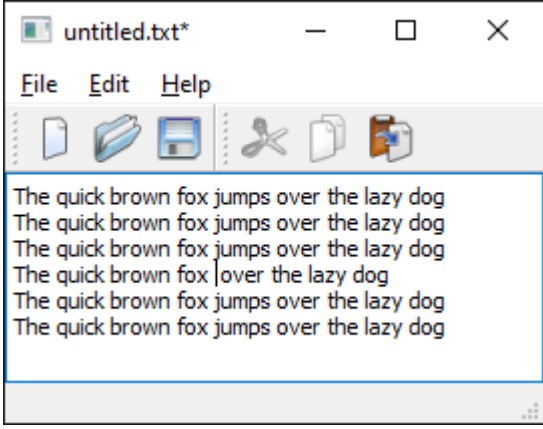 untitled.txt*
File Edit Help
The quick brown fox jumps over the lazy dog
The quick brown fox jumps over the lazy dog
The quick brown fox jumps over the lazy dog
The quick brown fox over the lazy dog
The quick brown fox jumps over the lazy dog
The quick brown fox jumps over the lazy dog